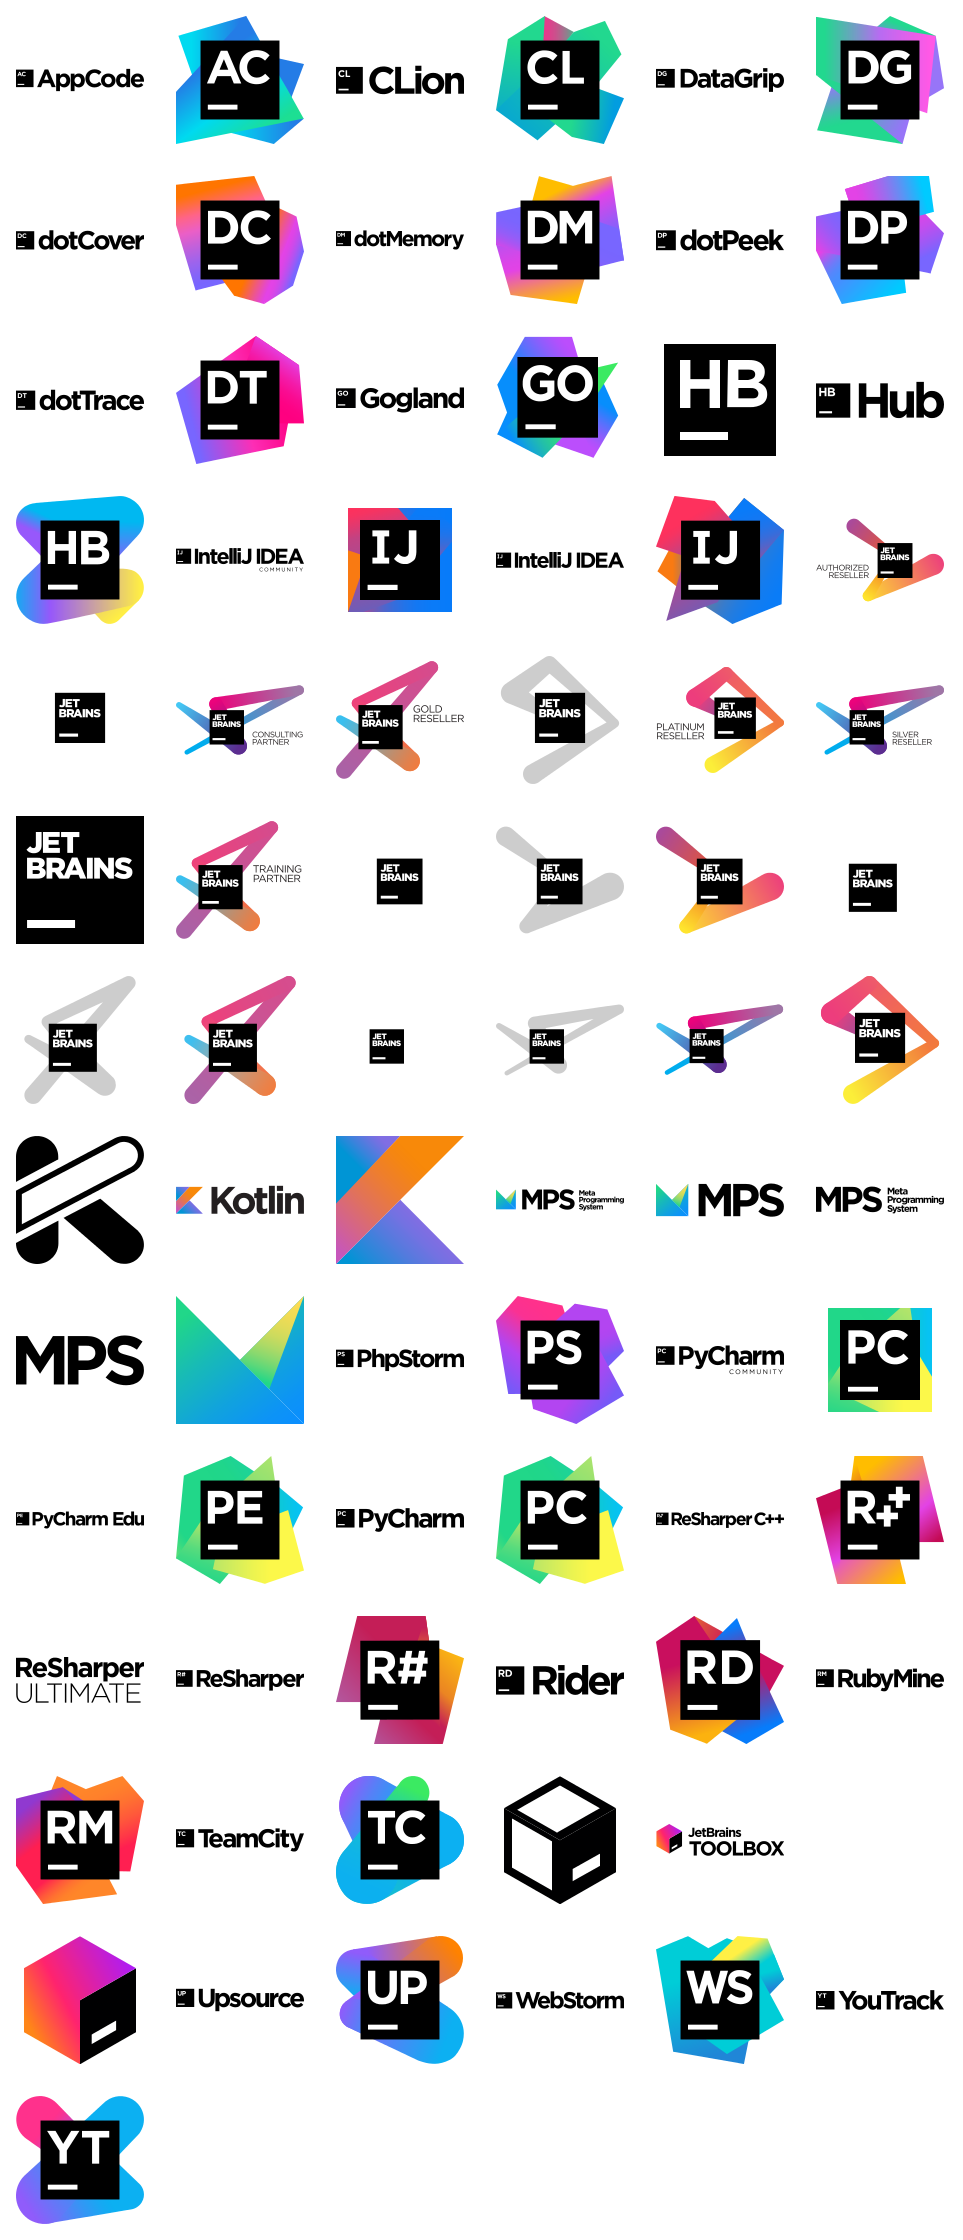 AC AppCode
AC
CL CLion
CL
DG DataGrip
DG
DC dotCover
DC
DM dotMemory
DM
DP dotPeek
DP
DT dotTrace
DT
GO Gogland
GO
HB
HB Hub
HB
IJ IntelliJ IDEA
COMMUNITY
IJ
IJ IntelliJ IDEA
IJ
AUTHORIZED
RESELLER
JET
BRAINS
JET
BRAINS
JET
BRAINS
CONSULTING
PARTNER
JET
BRAINS
GOLD
RESELLER
JET
BRAINS
PLATINUM
RESELLER
JET
BRAINS
JET
BRAINS
SILVER
RESELLER
JET
BRAINS
JET
BRAINS
TRAINING
PARTNER
JET
BRAINS
JET
BRAINS
JET
BRAINS
JET
BRAINS
JET
BRAINS
JET
BRAINS
JET
BRAINS
JET
BRAINS
JET
BRAINS
JET
BRAINS
Kotlin
MPS
Meta
Programming
System
MPS
MPS
Meta
Programming
System
MPS
PS PhpStorm
PS
PC PyCharm
COMMUNITY
PC
PE PyCharm Edu
PE
PC PyCharm
PC
ReSharper C++
R++
ReSharper
ULTIMATE
R# ReSharper
R#
RD Rider
RD
RM RubyMine
RM
TC TeamCity
TC
JetBrains
TOOLBOX
UP Upsource
UP
WS WebStorm
WS
YT YouTrack
YT